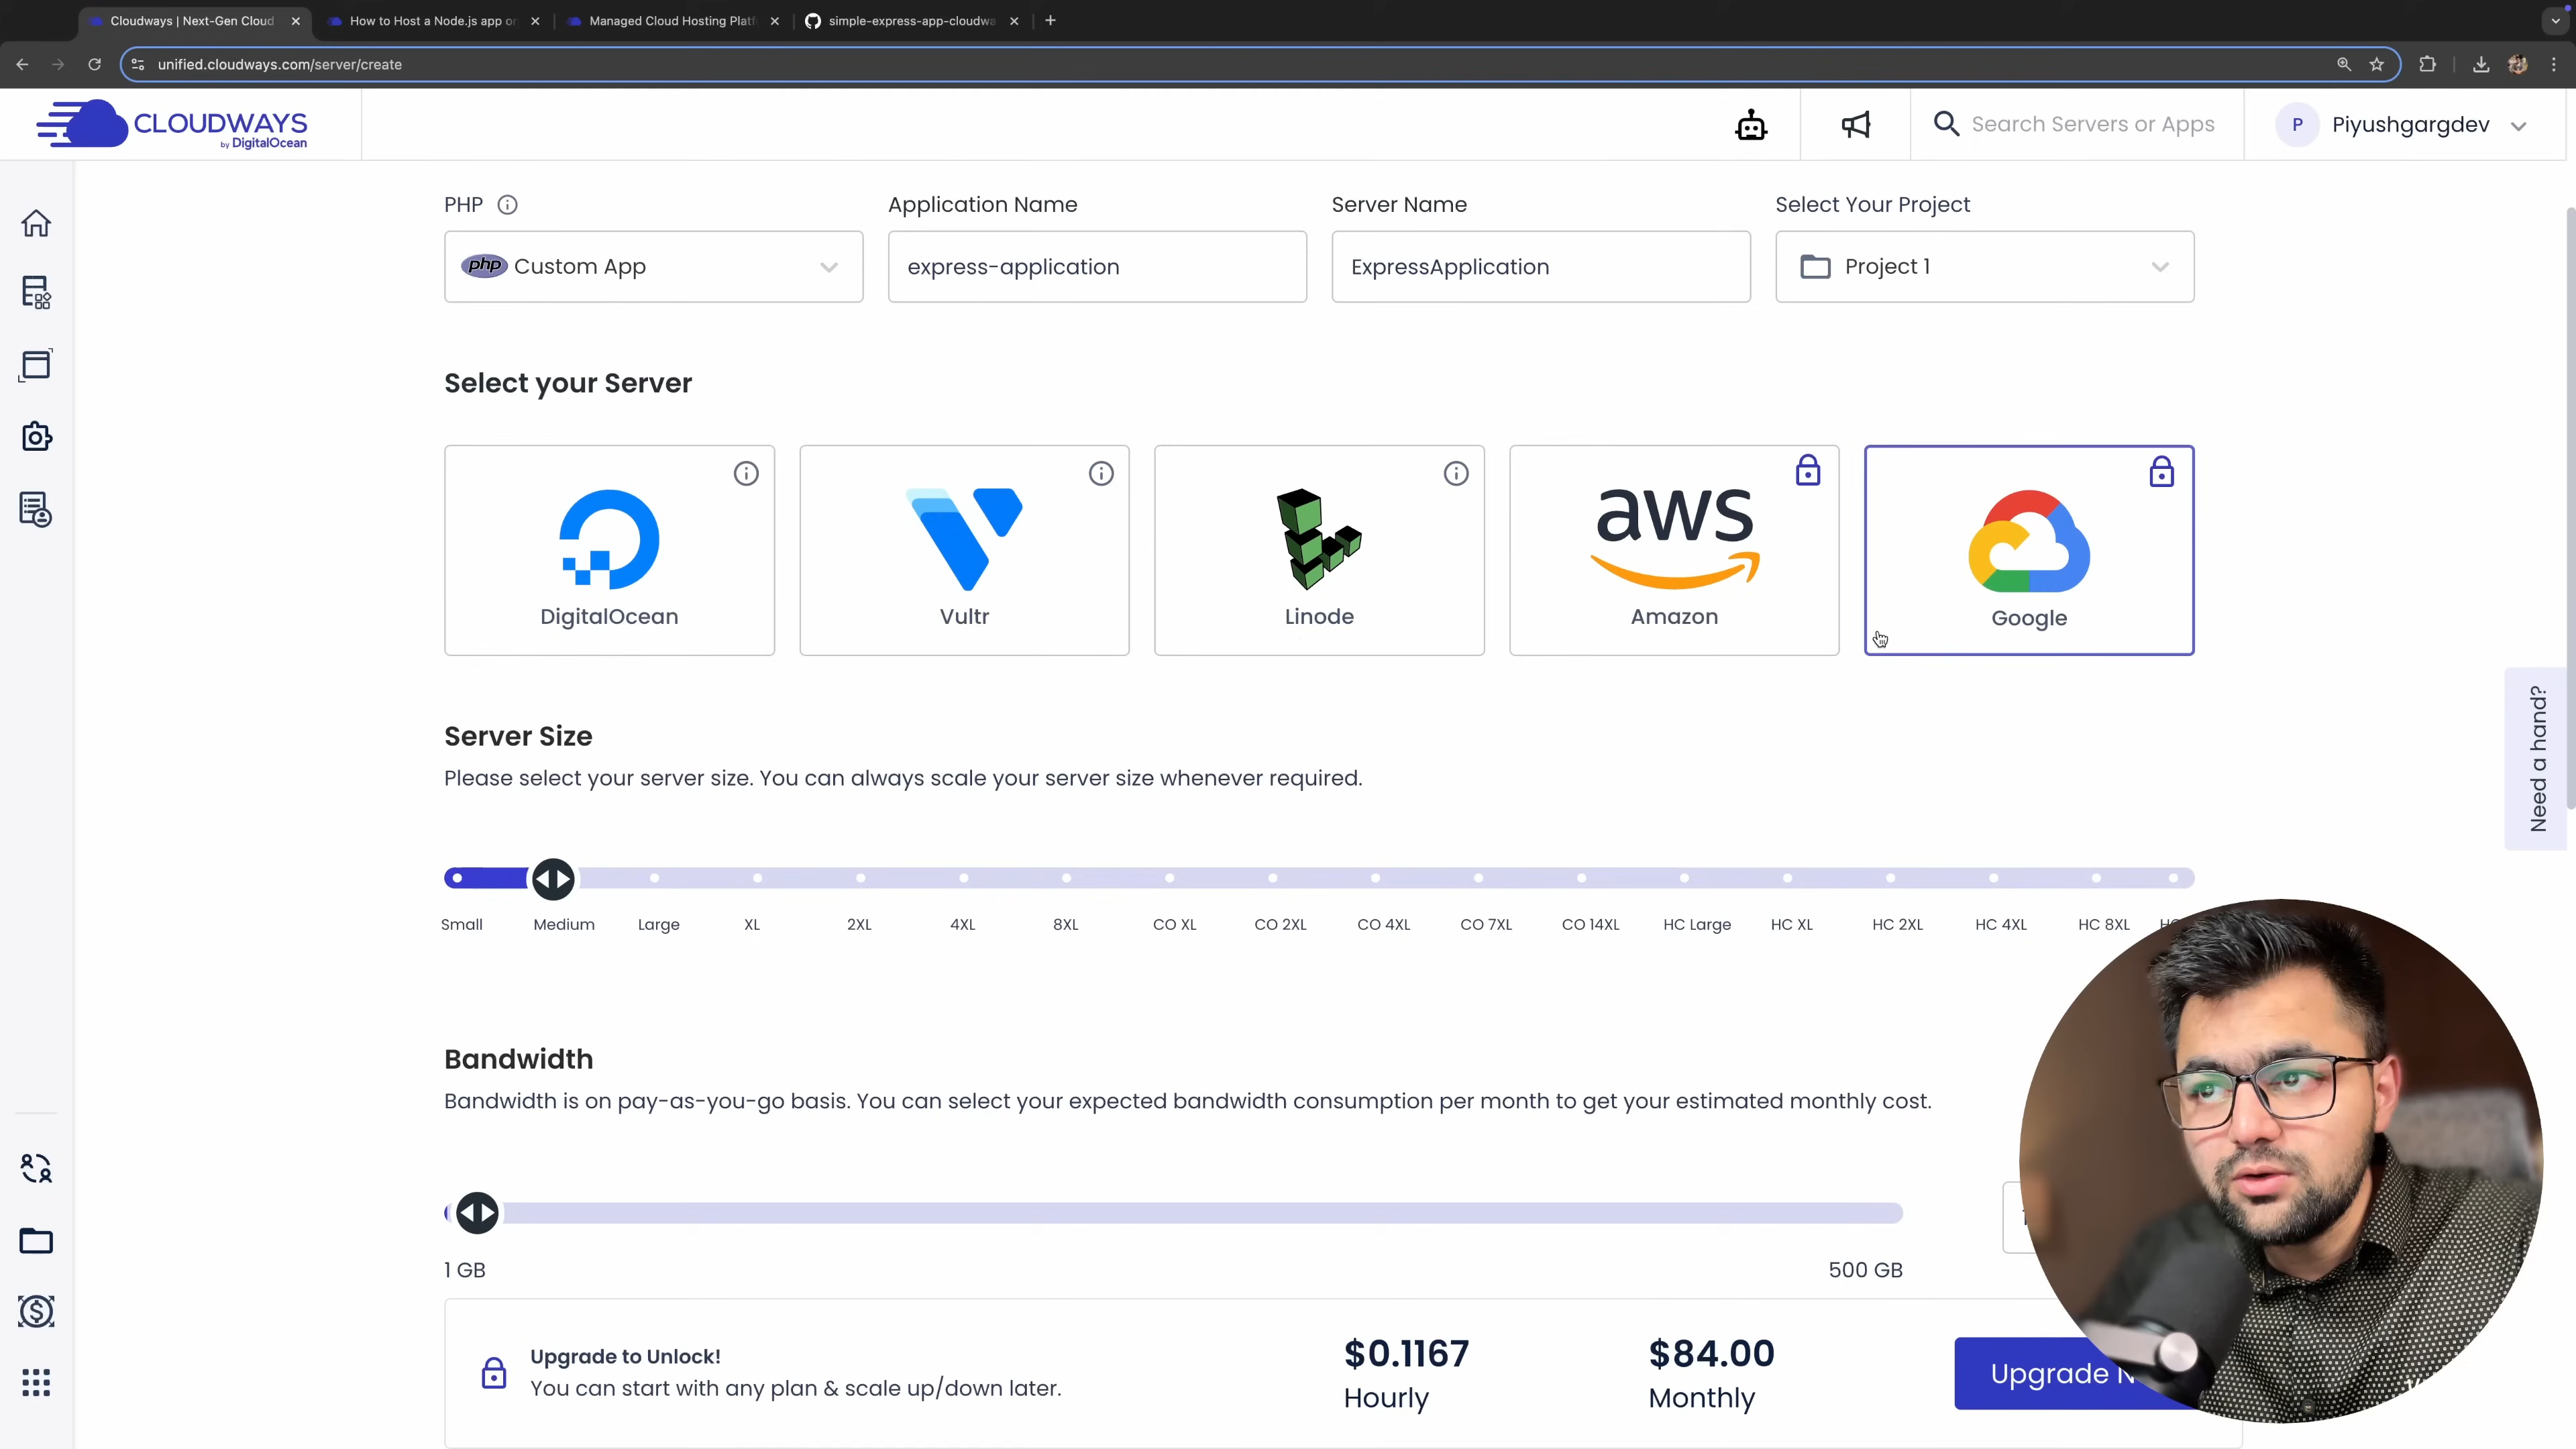 Cloudways | Next-Gen Cloud
How to Host a Node.js app on
Managed Cloud Hosting Platf
simple-express-app-cloudwa
unified.cloudways.com/server/create
CLOUDWAYS
by DigitalOcean
Search Servers or Apps
P
Piyushgargdev
PHP
Application Name
Server Name
Select Your Project
php
Custom App
express-application
ExpressApplication
Project 1
Select your Server
DigitalOcean
Vultr
Linode
aws
Amazon
Google
Need a hand?
Server Size
Please select your server size. You can always scale your server size whenever required.
Small
Medium
Large
XL
2XL
4XL
8XL
CO XL
CO 2XL
CO 4XL
CO 7XL
CO 14XL
HC Large
HC XL
HC 2XL
HC 4XL
HC 8XL
Bandwidth
Bandwidth is on pay-as-you-go basis. You can select your expected bandwidth consumption per month to get your estimated monthly cost.
1 GB
500 GB
Upgrade to Unlock!
You can start with any plan & scale up/down later.
$0.1167
Hourly
$84.00
Monthly
Upgrade